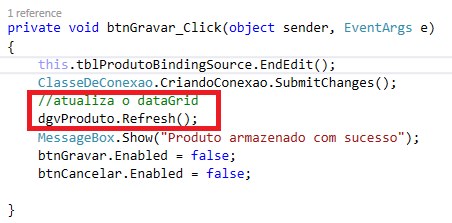 1 reference
private void btnGravar_Click(object sender, EventArgs e)
{
this.tblProdutoBindingSource.EndEdit();
ClasseDeConexao.CriandoConexao.SubmitChanges();
//atualiza o dataGrid
dgvProduto.Refresh();
MessageBox.Show("Produto armazenado com sucesso");
btnGravar.Enabled = false;
btnCancelar.Enabled = false;
}